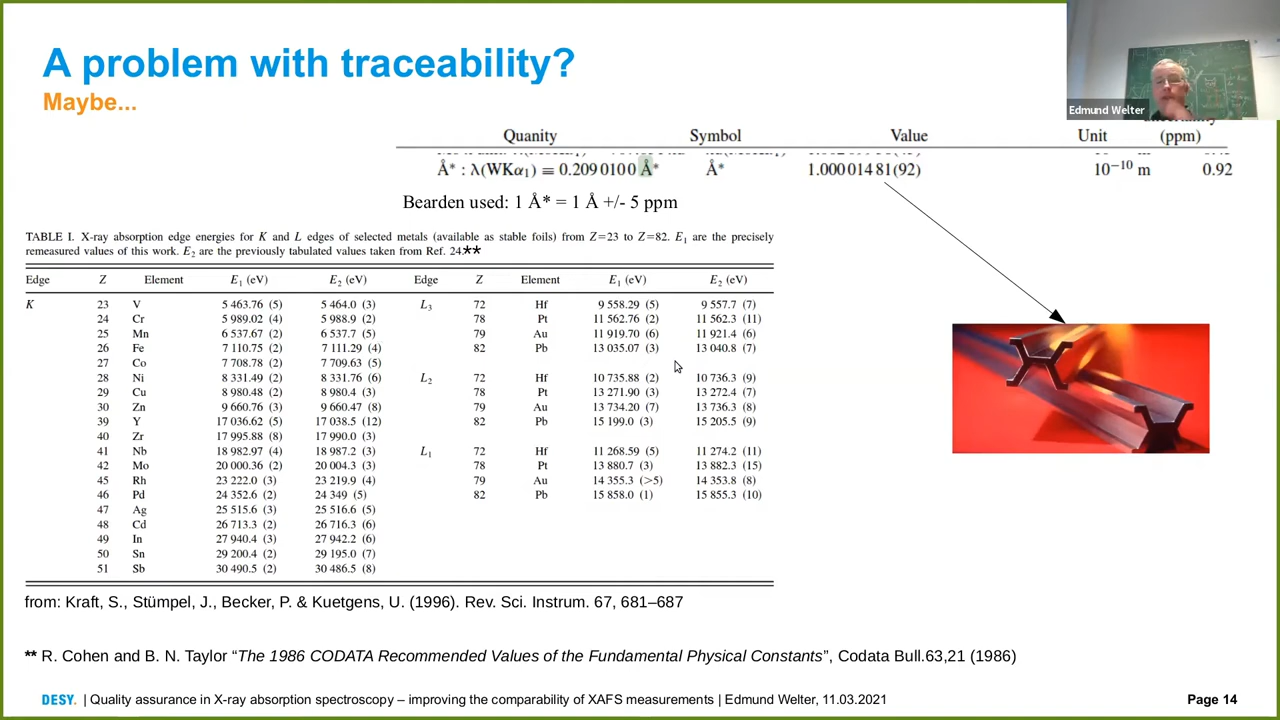 A problem with traceability?
Maybe...
Edmund Welter
Quanity Symbol Value Unit (ppm)
Å* : λ(WKα1) ≡ 0.209 0100 Å* Å* 1.000 014 81(92) 10−10 m 0.92
Bearden used: 1 Å* = 1 Å +/- 5 ppm
TABLE I. X-ray absorption edge energies for K and L edges of selected metals (available as stable foils) from Z=23 to Z=82. E1 are the precisely
remeasured values of this work. E2 are the previously tabulated values taken from Ref. 24.**
Edge Z Element E1 (eV) E2 (eV) Edge Z Element E1 (eV) E2 (eV)
K 23 V 5 463.76 (5) 5 464.0 (3) L3 72 Hf 9 558.29 (5) 9 557.7 (7)
24 Cr 5 989.02 (4) 5 988.9 (2) 78 Pt 11 562.76 (2) 11 562.3 (11)
25 Mn 6 537.67 (2) 6 537.7 (5) 79 Au 11 919.70 (6) 11 921.4 (6)
26 Fe 7 110.75 (2) 7 111.29 (4) 82 Pb 13 035.07 (3) 13 040.8 (7)
27 Co 7 708.78 (2) 7 709.63 (5)
28 Ni 8 331.49 (2) 8 331.76 (6) L2 72 Hf 10 735.88 (2) 10 736.3 (9)
29 Cu 8 980.48 (2) 8 980.4 (3) 78 Pt 13 271.90 (3) 13 272.4 (7)
30 Zn 9 660.76 (3) 9 660.47 (8) 79 Au 13 734.20 (7) 13 736.3 (8)
39 Y 17 036.62 (5) 17 038.5 (12) 82 Pb 15 199.0 (3) 15 205.5 (9)
40 Zr 17 995.88 (8) 17 990.0 (3)
41 Nb 18 982.97 (4) 18 987.2 (3) L1 72 Hf 11 268.59 (5) 11 274.2 (11)
42 Mo 20 000.36 (2) 20 004.3 (3) 78 Pt 13 880.7 (3) 13 882.3 (15)
45 Rh 23 222.0 (3) 23 219.9 (4) 79 Au 14 355.3 (>5) 14 353.8 (8)
46 Pd 24 352.6 (2) 24 349 (5) 82 Pb 15 858.0 (1) 15 855.3 (10)
47 Ag 25 515.6 (3) 25 516.6 (5)
48 Cd 26 713.3 (2) 26 716.3 (6)
49 In 27 940.4 (3) 27 942.2 (6)
50 Sn 29 200.4 (2) 29 195.0 (7)
51 Sb 30 490.5 (2) 30 486.5 (8)
from: Kraft, S., Stümpel, J., Becker, P. & Kuetgens, U. (1996). Rev. Sci. Instrum. 67, 681–687
** R. Cohen and B. N. Taylor “The 1986 CODATA Recommended Values of the Fundamental Physical Constants”, Codata Bull.63,21 (1986)
DESY. | Quality assurance in X-ray absorption spectroscopy – improving the comparability of XAFS measurements | Edmund Welter, 11.03.2021 Page 14